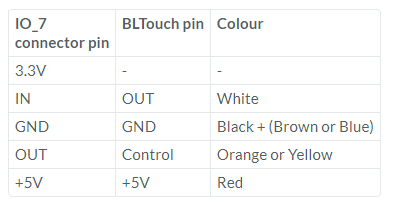 IO_7 connector pin BLTouch pin Colour
3.3V - -
IN OUT White
GND GND Black + (Brown or Blue)
OUT Control Orange or Yellow
+5V +5V Red